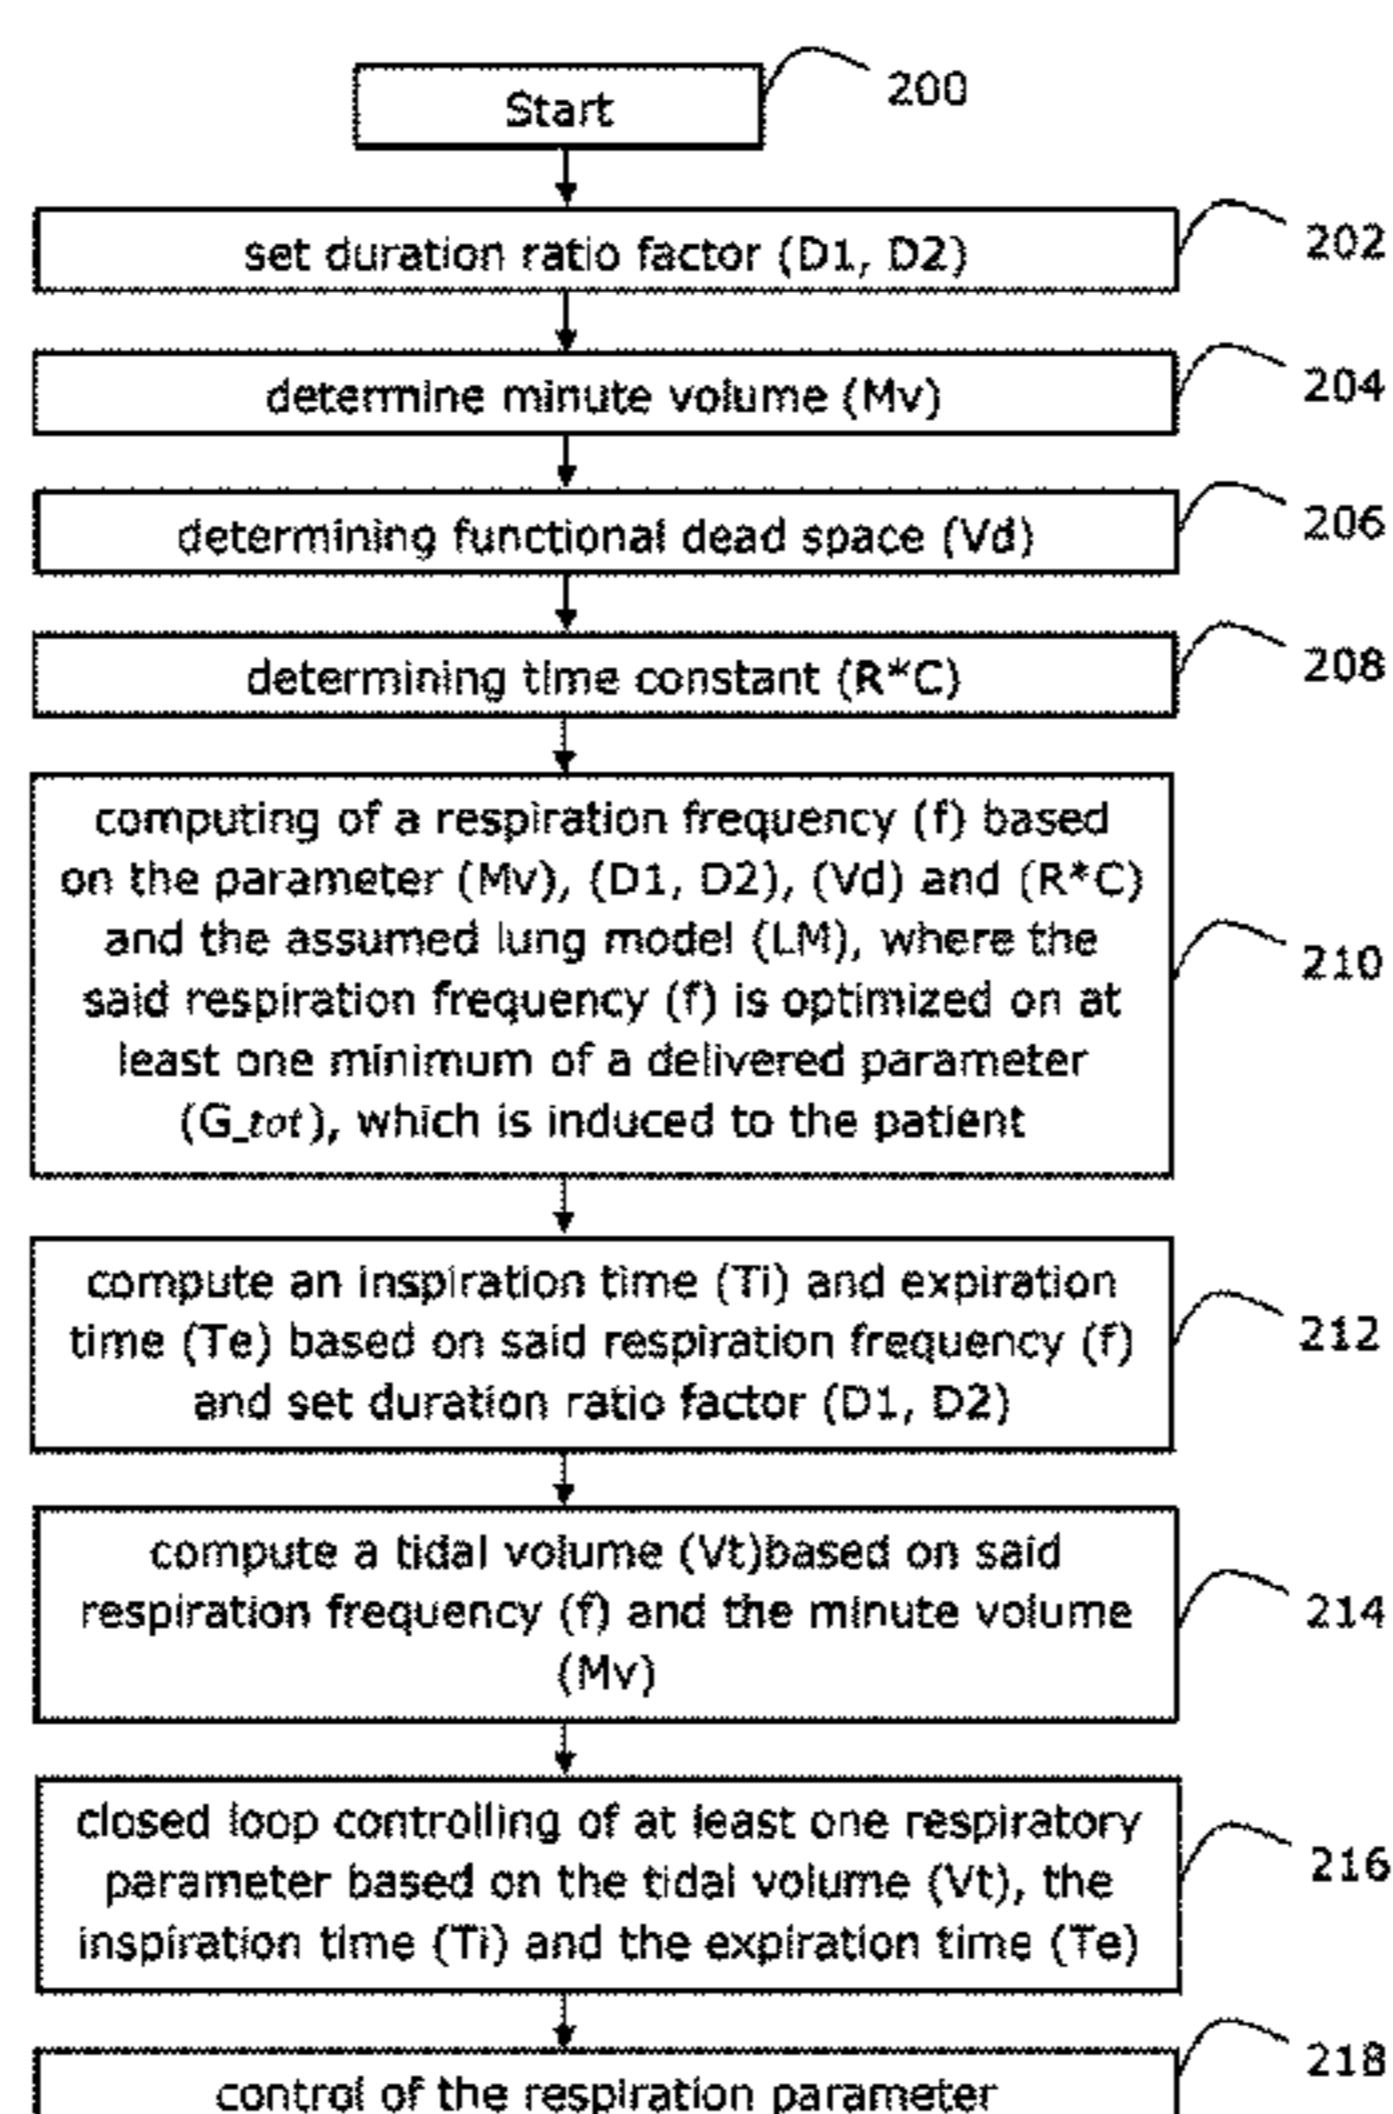 Start
200
set duration ratio factor (D1, D2)
202
determine minute volume (Mv)
204
determining functional dead space (Vd)
206
determining time constant (R*C)
208
computing of a respiration frequency (f) based
on the parameter (Mv), (D1, D2), (Vd) and (R*C)
and the assumed lung model (LM), where the
said respiration frequency (f) is optimized on at
least one minimum of a delivered parameter
(G_tot), which is induced to the patient
210
compute an inspiration time (Ti) and expiration
time (Te) based on said respiration frequency (f)
and set duration ratio factor (D1, D2)
212
compute a tidal volume (Vt)based on said
respiration frequency (f) and the minute volume
(Mv)
214
closed loop controlling of at least one respiratory
parameter based on the tidal volume (Vt), the
inspiration time (Ti) and the expiration time (Te)
216
control of the respiration parameter
218